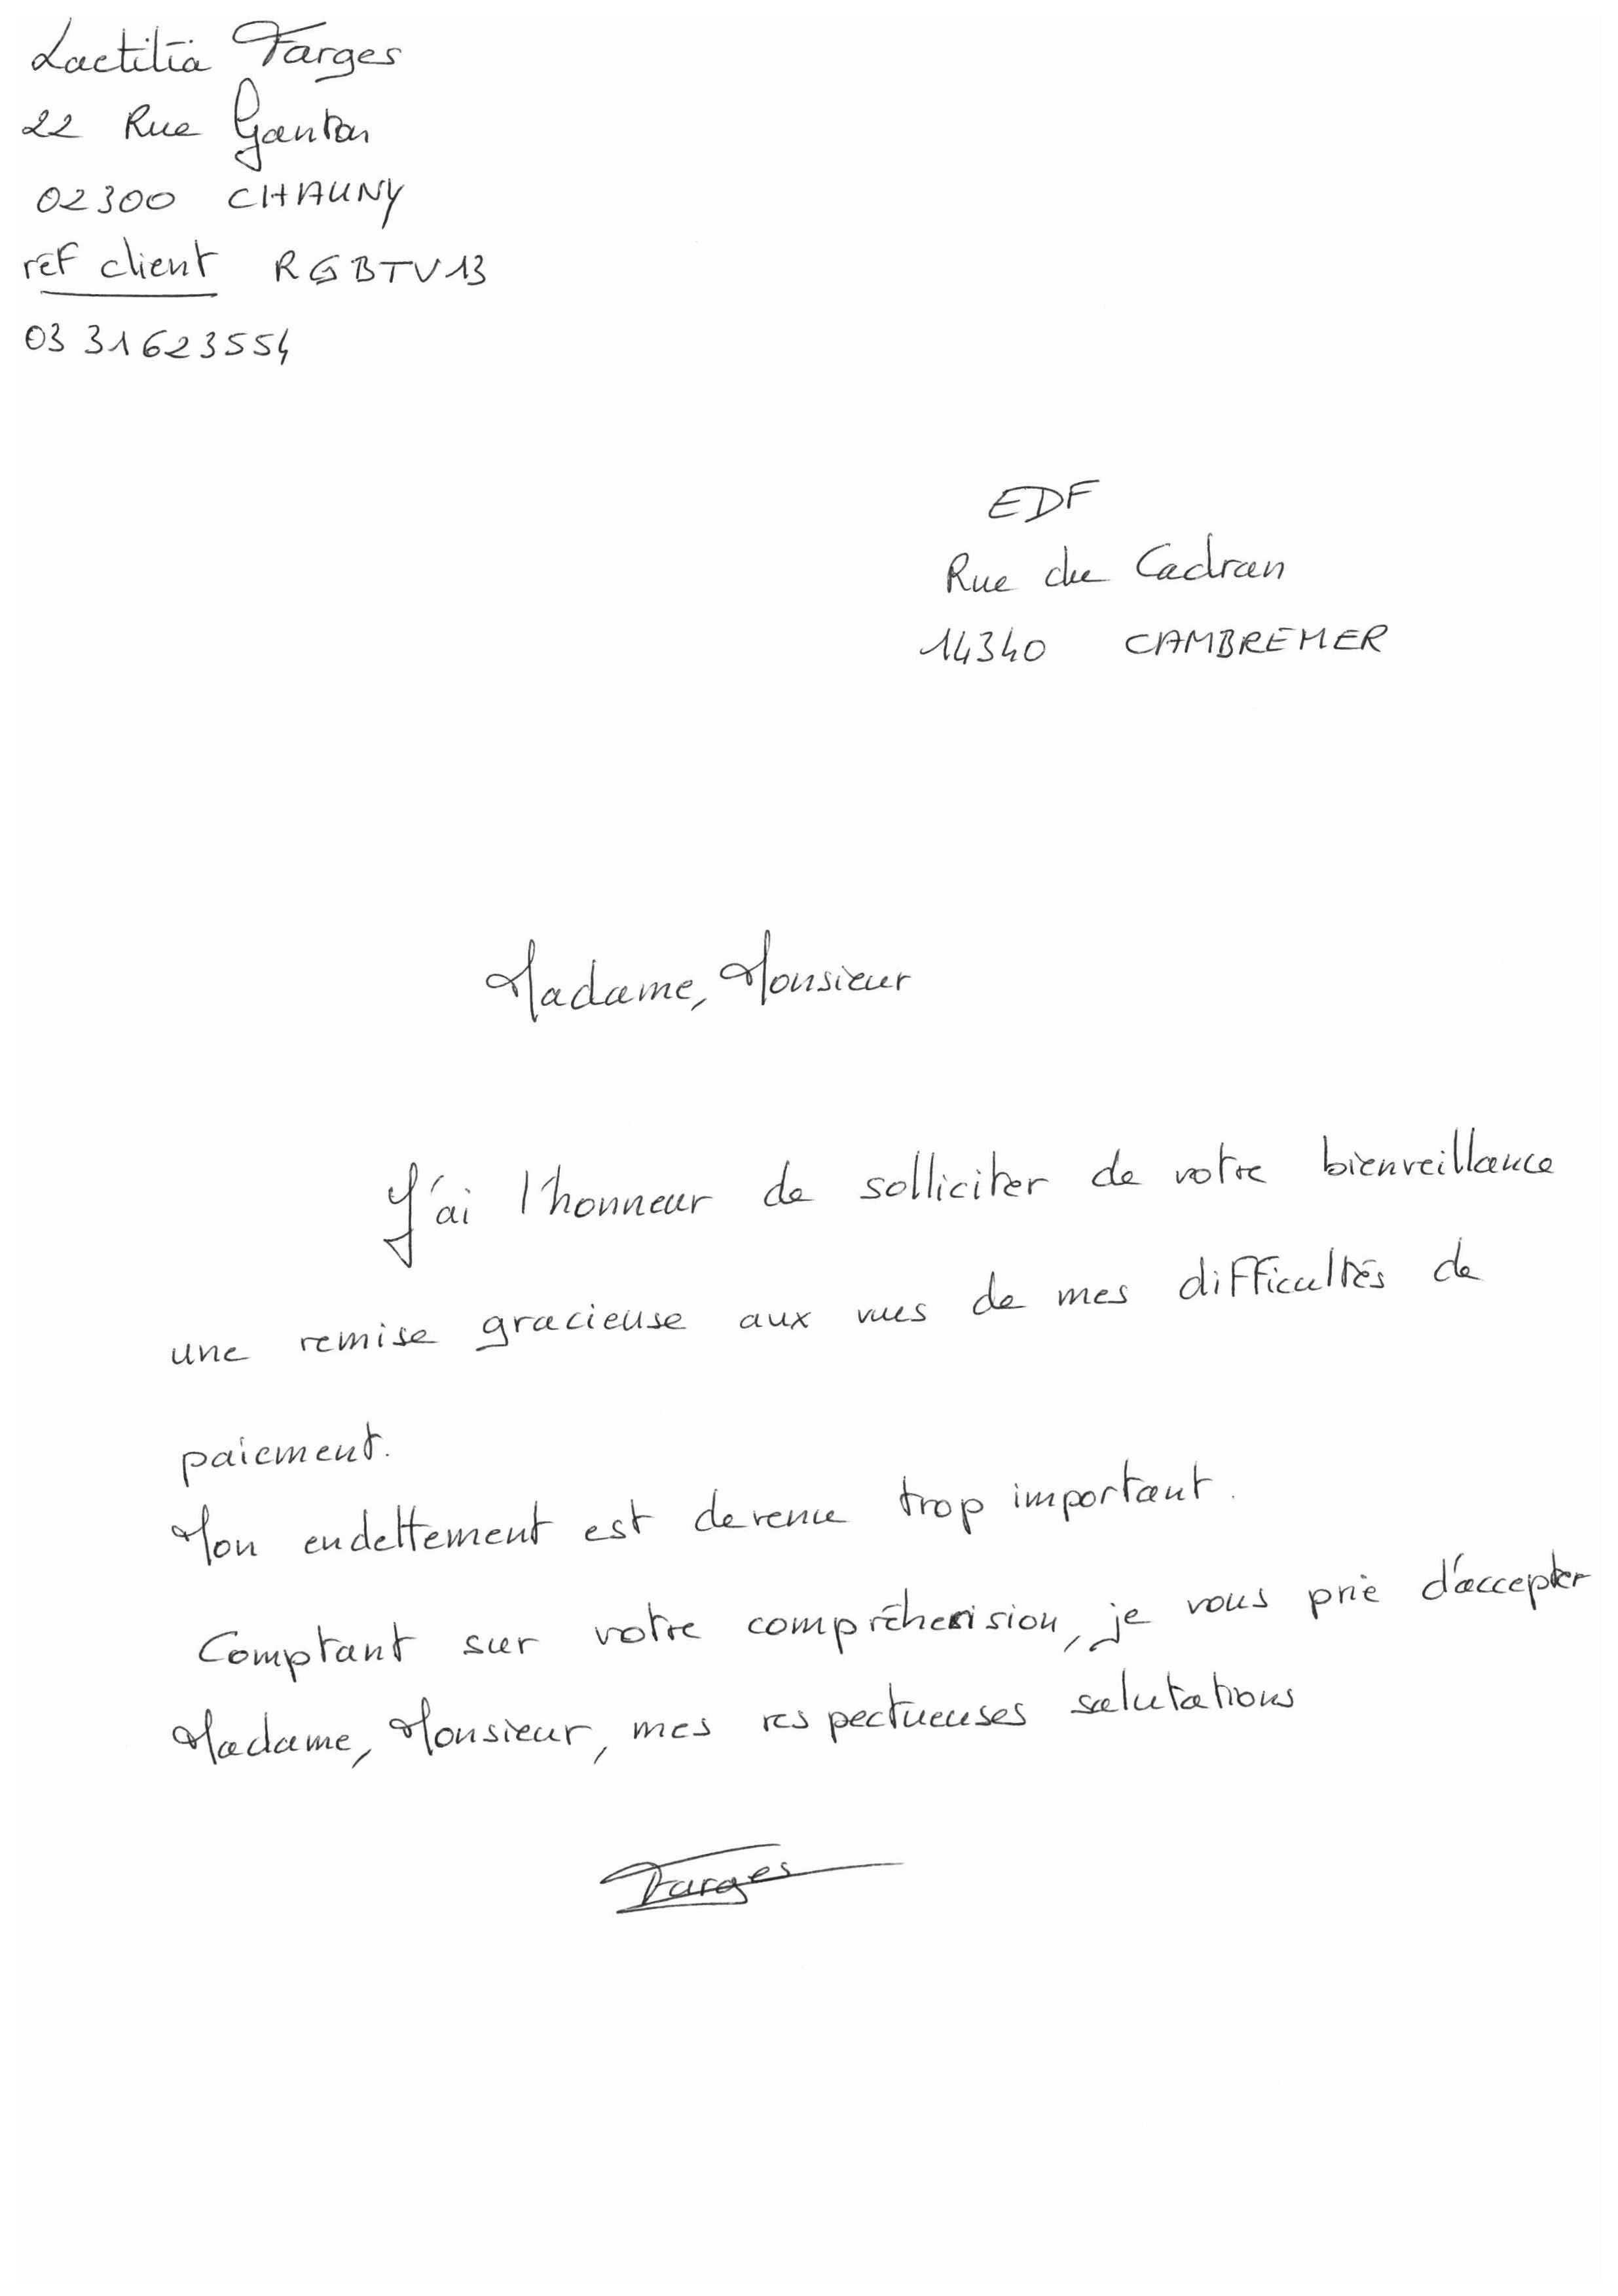 Laetitia Farges
22 Rue Ganton
02300 CHAUNY
réf client RGBTV13
03 31623554
EDF
Rue du Cadran
14340 CAMBREMER
Madame, Monsieur
J'ai l'honneur de solliciter de votre bienveillance
une remise gracieuse aux vues de mes difficultés de
paiement.
Mon endettement est devenu trop important.
Comptant sur votre compréhension, je vous prie d'accepter
Madame, Monsieur, mes respectueuses salutations
Farges